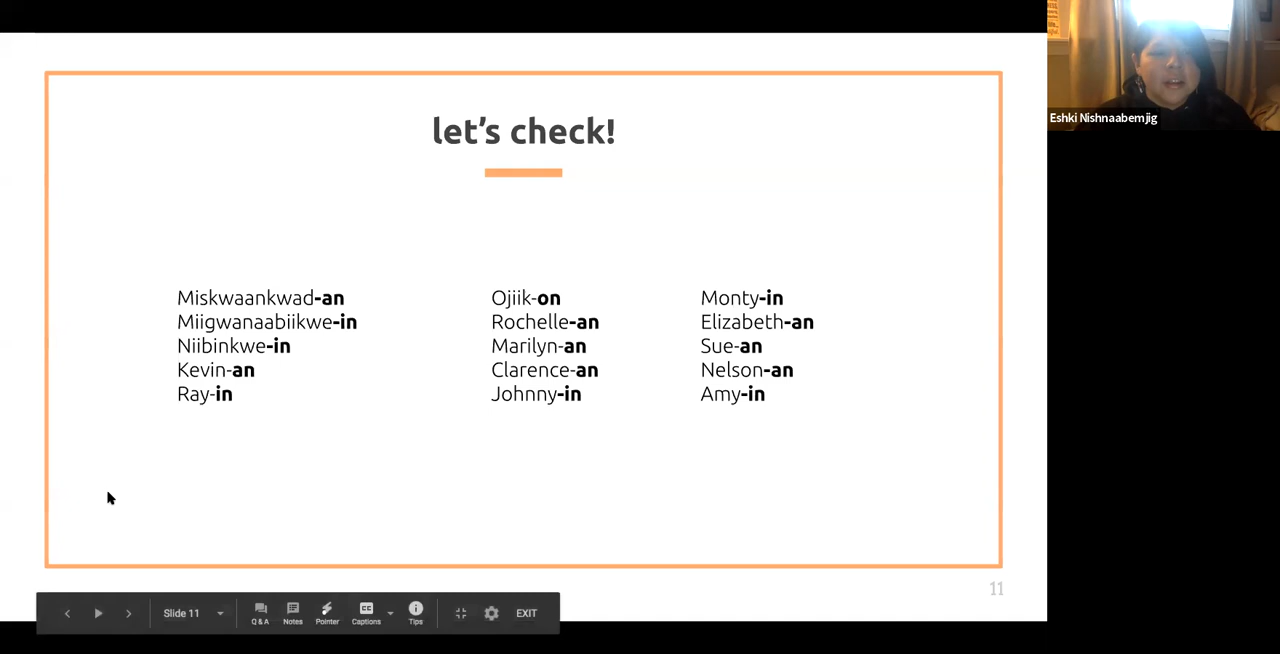 let's check!
Miskwaankwad-an
Miigwanaabiikwe-in
Niibinkwe-in
Kevin-an
Ray-in
Ojiik-on
Rochelle-an
Marilyn-an
Clarence-an
Johnny-in
Monty-in
Elizabeth-an
Sue-an
Nelson-an
Amy-in
11
Eshki Nishnaabemjig
Slide 11
Q & A
Notes
Pointer
CC
Captions
Tips
EXIT